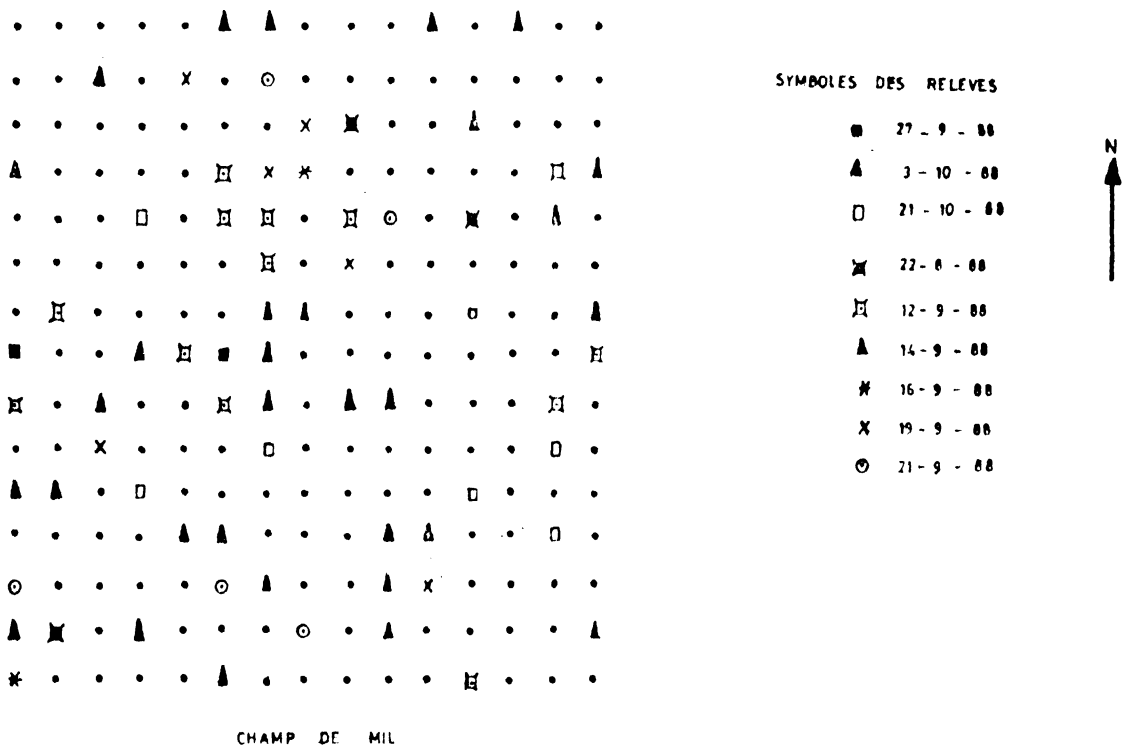 SYMBOLES DES RELEVES
27 - 9 - 88
N
3 - 10 - 88
21 - 10 - 88
22 - 8 - 88
12 - 9 - 88
14 - 9 - 88
16 - 9 - 88
19 - 9 - 88
21 - 9 - 88
CHAMP DE MIL